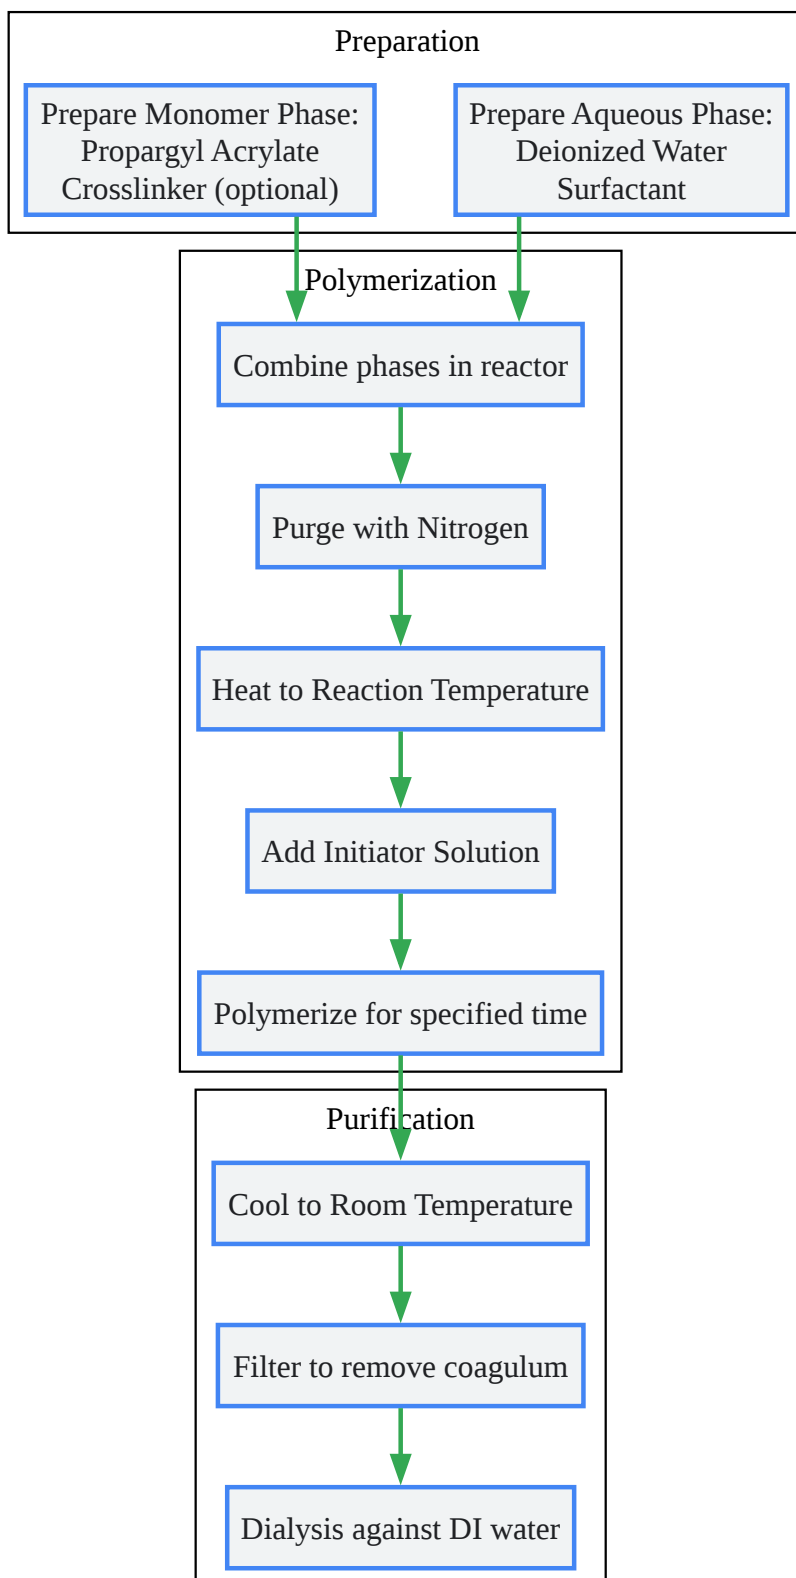 Preparation
Prepare Monomer Phase:
Propargyl Acrylate
Crosslinker (optional)
Prepare Aqueous Phase:
Deionized Water
Surfactant
Polymerization
Combine phases in reactor
Purge with Nitrogen
Heat to Reaction Temperature
Add Initiator Solution
Polymerize for specified time
Purification
Cool to Room Temperature
Filter to remove coagulum
Dialysis against DI water